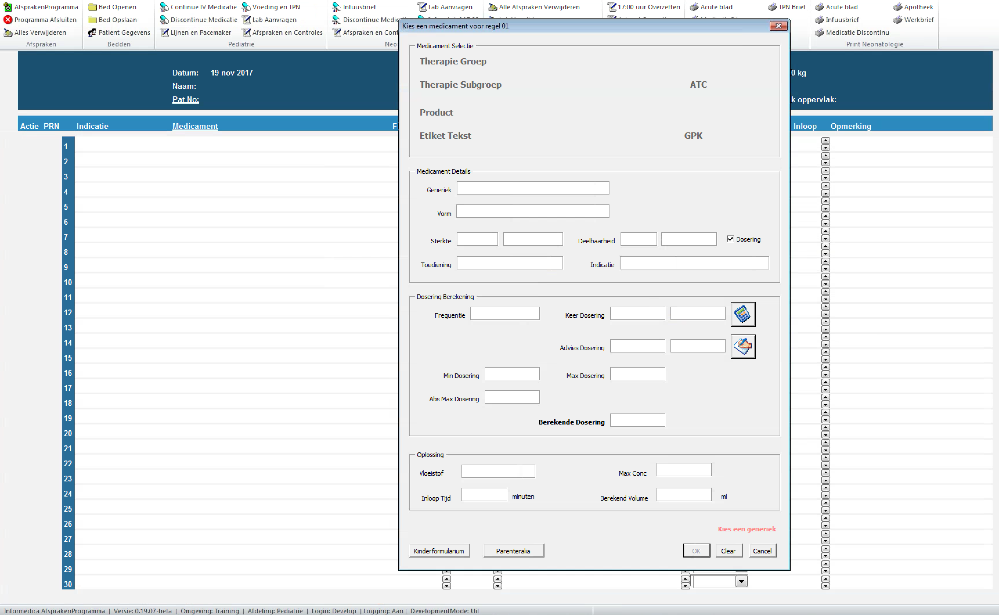 AfsprakenProgramma
Programma Afsluiten
Alles Verwijderen
Afspraken
Bed Openen
Bed Opslaan
Patient Gegevens
Bedden
Continue IV Medicatie
Discontinue Medicatie
Lijnen en Pacemaker
Voeding en TPN
Lab Aanvragen
Afspraken en Controles
Pediatrie
Infuusbrief
Discontinue Medic
Afspraken en Cont
Neo
Lab Aanvragen
Alle Afspraken Verwijderen
17:00 uur Overzetten
Acute blad
TPN Brief
Acute blad
Infuusbrief
Medicatie Discontinu
Apotheek
Werkbrief
Print Neonatologie
Datum: 19-nov-2017
Naam:
Pat No:
0 kg
k oppervlak:
Actie PRN Indicatie Medicament F
Inloop Opmerking
1
2
3
4
5
6
7
8
9
10
11
12
13
14
15
16
17
18
19
20
21
22
23
24
25
26
27
28
29
30
Kies een medicament voor regel 01
Medicament Selectie
Therapie Groep
Therapie Subgroep ATC
Product
Etiket Tekst GPK
Medicament Details
Generiek
Vorm
Sterkte Deelbaarheid Dosering
Toediening Indicatie
Dosering Berekening
Frequentie Keer Dosering
Advies Dosering
Min Dosering Max Dosering
Abs Max Dosering
Berekende Dosering
Oplossing
Vloeistof Max Conc
Inloop Tijd minuten Berekend Volume ml
Kies een generiek
Kinderformularium Parenteralia OK Clear Cancel
Informedica AfsprakenProgramma | Versie: 0.19.07-beta | Omgeving: Training | Afdeling: Pediatrie | Login: Develop | Logging: Aan | DevelopmentMode: Uit